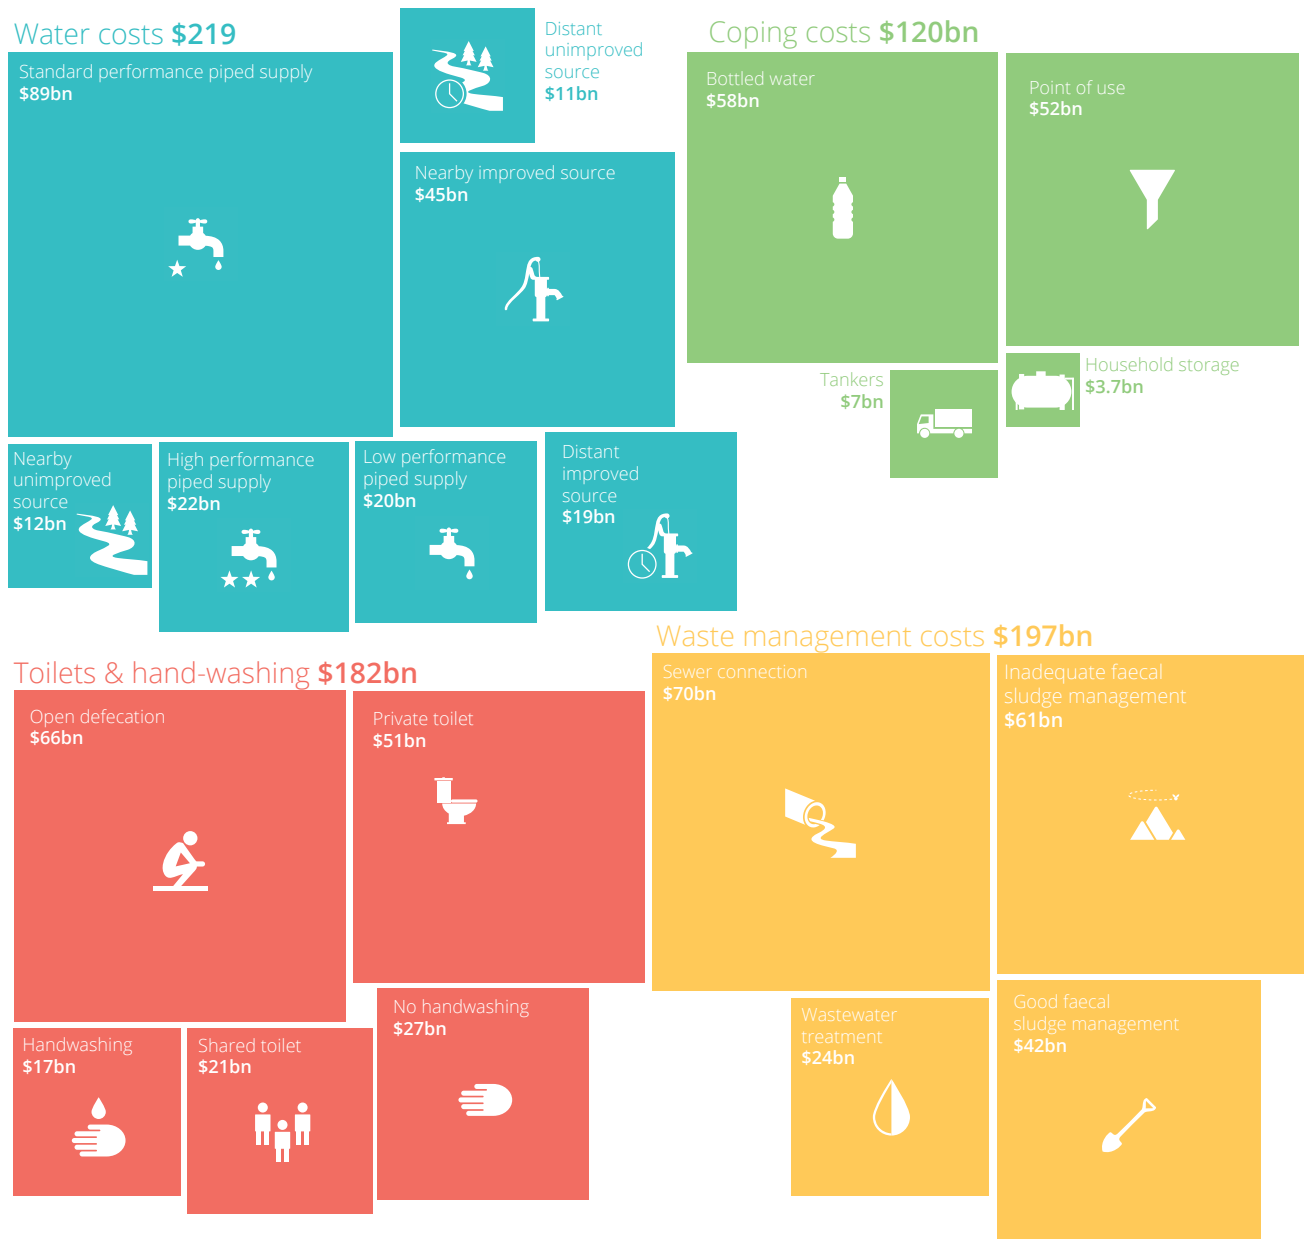 Water costs $219
Standard performance piped supply
$89bn
Distant
unimproved
source
$11bn
Nearby improved source
$45bn
Nearby
unimproved
source
$12bn
High performance
piped supply
$22bn
Low performance
piped supply
$20bn
Distant
improved
source
$19bn
Coping costs $120bn
Bottled water
$58bn
Point of use
$52bn
Tankers
$7bn
Household storage
$3.7bn
Toilets & hand-washing $182bn
Open defecation
$66bn
Private toilet
$51bn
Handwashing
$17bn
Shared toilet
$21bn
No handwashing
$27bn
Waste management costs $197bn
Sewer connection
$70bn
Inadequate faecal
sludge management
$61bn
Wastewater
treatment
$24bn
Good faecal
sludge management
$42bn